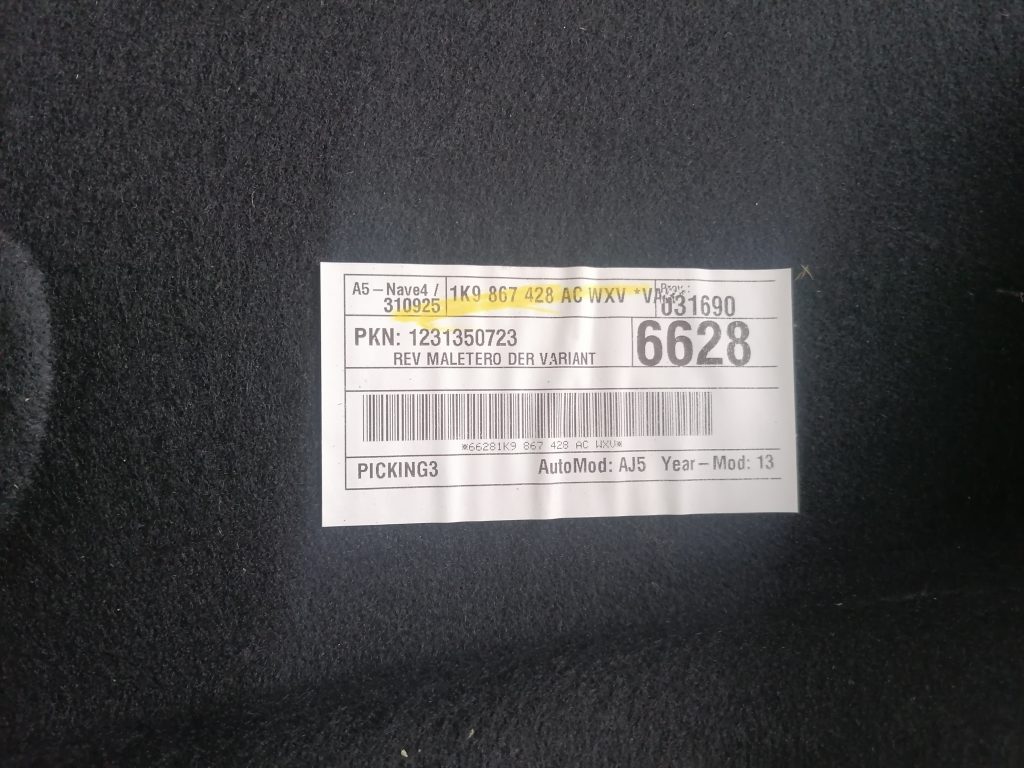 A5-Nave4 /
310925
1K9 867 428 AC WXV
031690
PKN: 1231350723
REV MALETERO DER VARIANT
6628
*66281K9 867 428 AC WXV*
PICKING3
AutoMod: AJ5 Year-Mod: 13